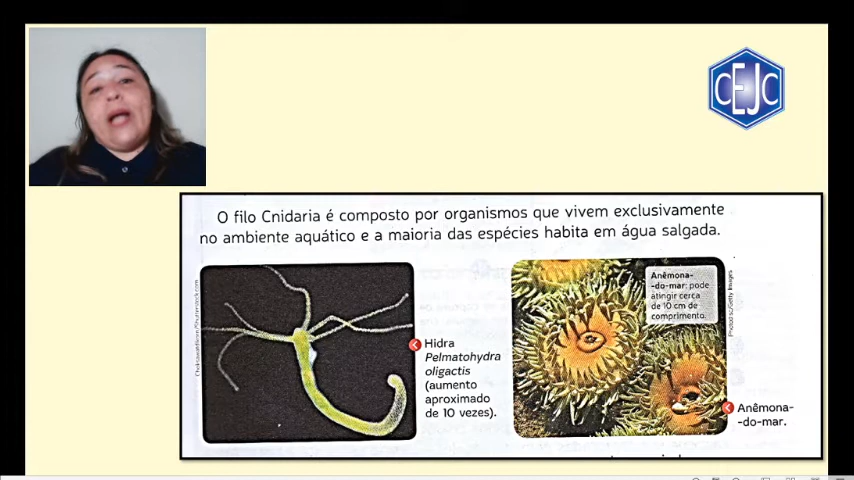 CEJC
O filo Cnidaria é composto por organismos que vivem exclusivamente
no ambiente aquático e a maioria das espécies habita em água salgada.
Anêmona-
-do-mar: pode
atingir cerca
de 10 cm de
comprimento.
Hidra
Pelmatohydra
oligactis
(aumento
aproximado
de 10 vezes).
Anêmona-
-do-mar.